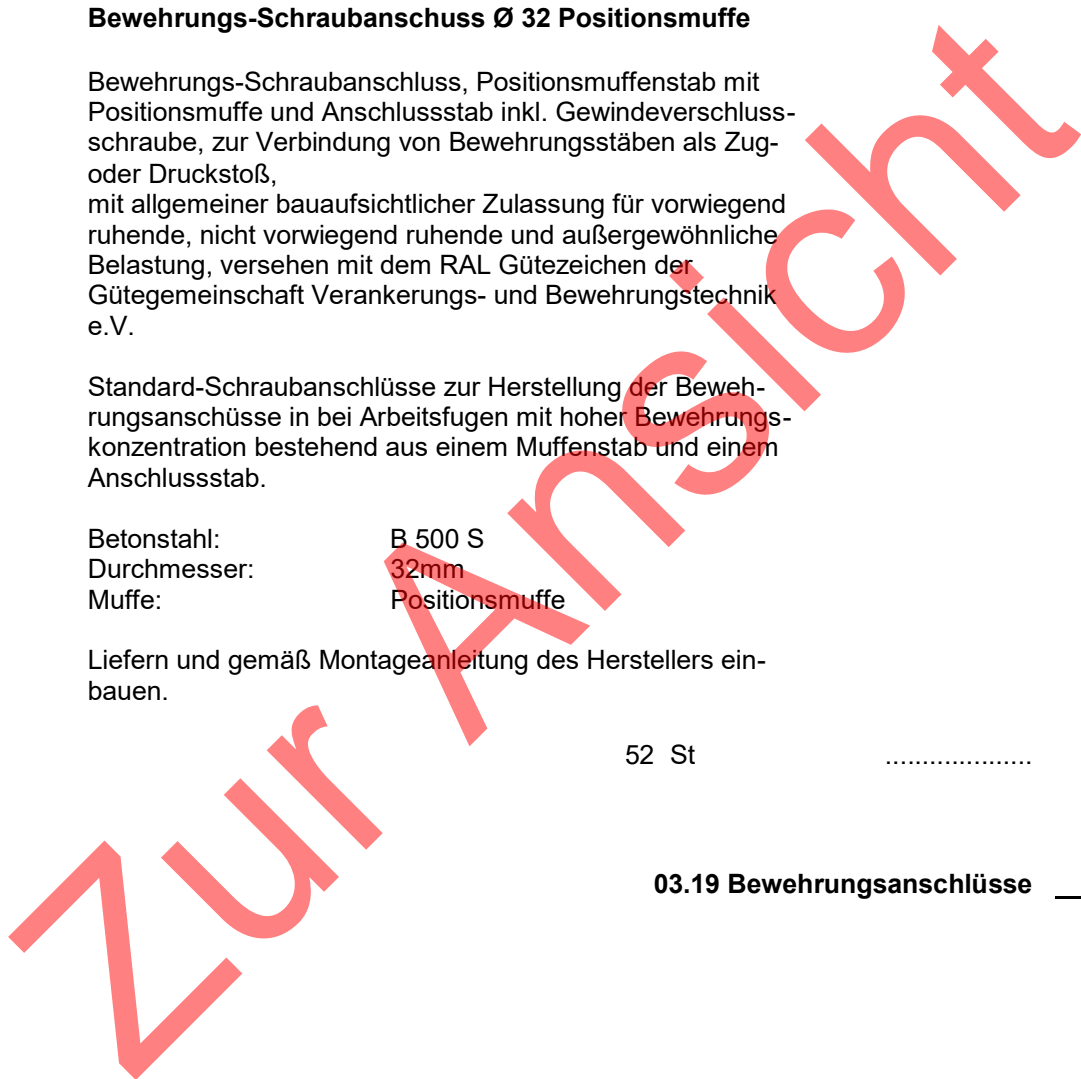 Bewehrungs-Schraubanschuss Ø 32 Positionsmuffe
Bewehrungs-Schraubanschluss, Positionsmuffenstab mit
Positionsmuffe und Anschlussstab inkl. Gewindeverschluss-
schraube, zur Verbindung von Bewehrungsstäben als Zug-
oder Druckstoß,
mit allgemeiner bauaufsichtlicher Zulassung für vorwiegend
ruhende, nicht vorwiegend ruhende und außergewöhnliche
Belastung, versehen mit dem RAL Gütezeichen der
Gütegemeinschaft Verankerungs- und Bewehrungstechnik
e.V.
Standard-Schraubanschlüsse zur Herstellung der Beweh-
rungsanschüsse in bei Arbeitsfugen mit hoher Bewehrungs-
konzentration bestehend aus einem Muffenstab und einem
Anschlussstab.
Betonstahl: B 500 S
Durchmesser: 32mm
Muffe: Positionsmuffe
Liefern und gemäß Montageanleitung des Herstellers ein-
bauen.
52 St ....................
03.19 Bewehrungsanschlüsse
Zur Ansicht